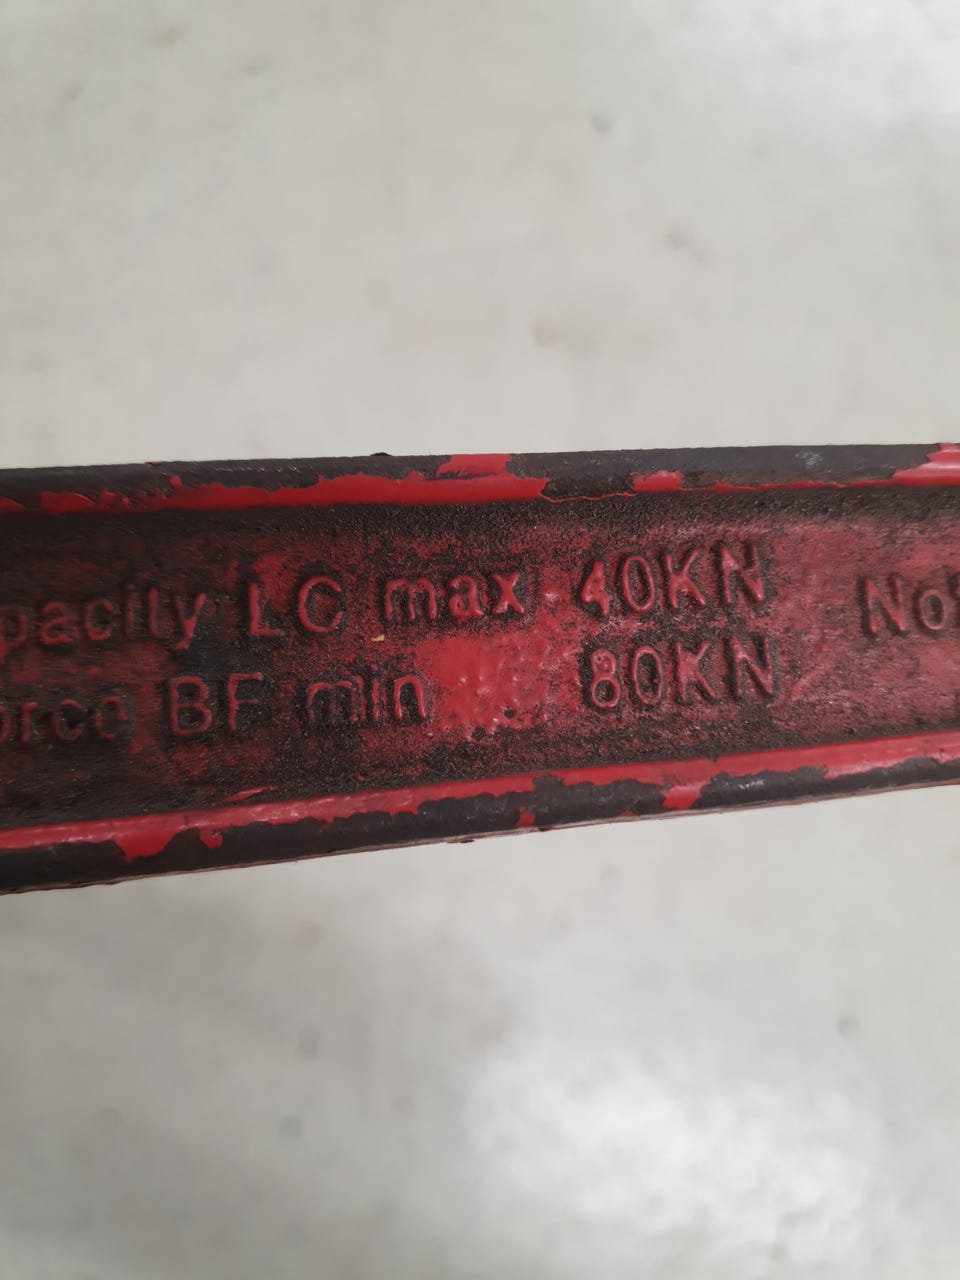 pacity LC max 40KN No
orce BF min 80KN